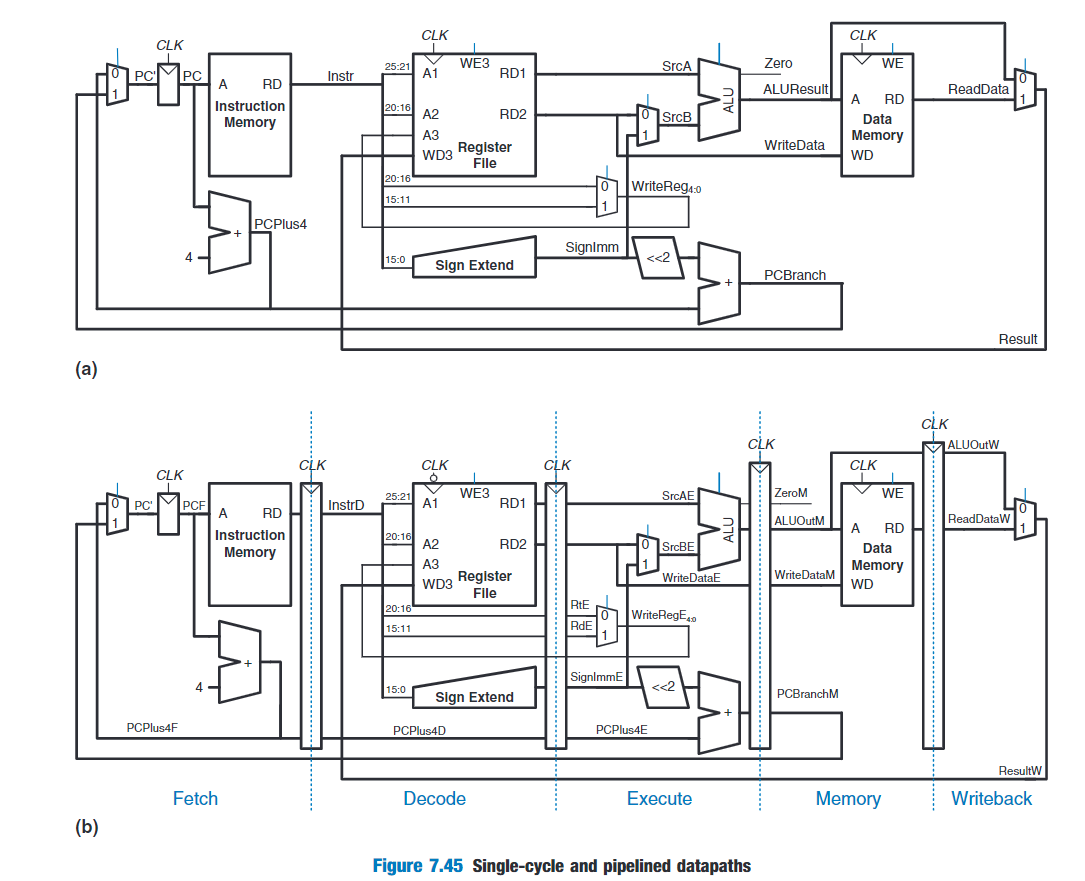 CLK CLK CLK
0 1 PC' PC A RD Instr 25:21 A1 WE3 RD1 SrcA Zero WE
Instruction Memory
20:16 A2 RD2 0 1 SrcB ALU ALUResult A RD ReadData 0 1
A3
WD3 Register File
WriteData Data Memory WD
20:16 0 WriteReg4:0
15:11 1
PCPlus4
4 +
15:0 Sign Extend SignImm <<2
+ PCBranch
Result
(a)
CLK CLK CLK CLK CLK CLK CLK
0 1 PC' PCF A RD InstrD 25:21 A1 WE3 RD1 SrcAE ZeroM WE ALUOutW
Instruction Memory
20:16 A2 RD2 0 1 SrcBE ALU ALUOutM A RD ReadDataW 0 1
A3
WD3 Register File
WriteDataE WriteDataM Data Memory WD
20:16 RtE 0 WriteRegE4:0
15:11 RdE 1
+
4
15:0 Sign Extend SignImmE <<2
+ PCBranchM
PCPlus4F PCPlus4D PCPlus4E
ResultW
Fetch Decode Execute Memory Writeback
(b)
Figure 7.45 Single-cycle and pipelined datapaths